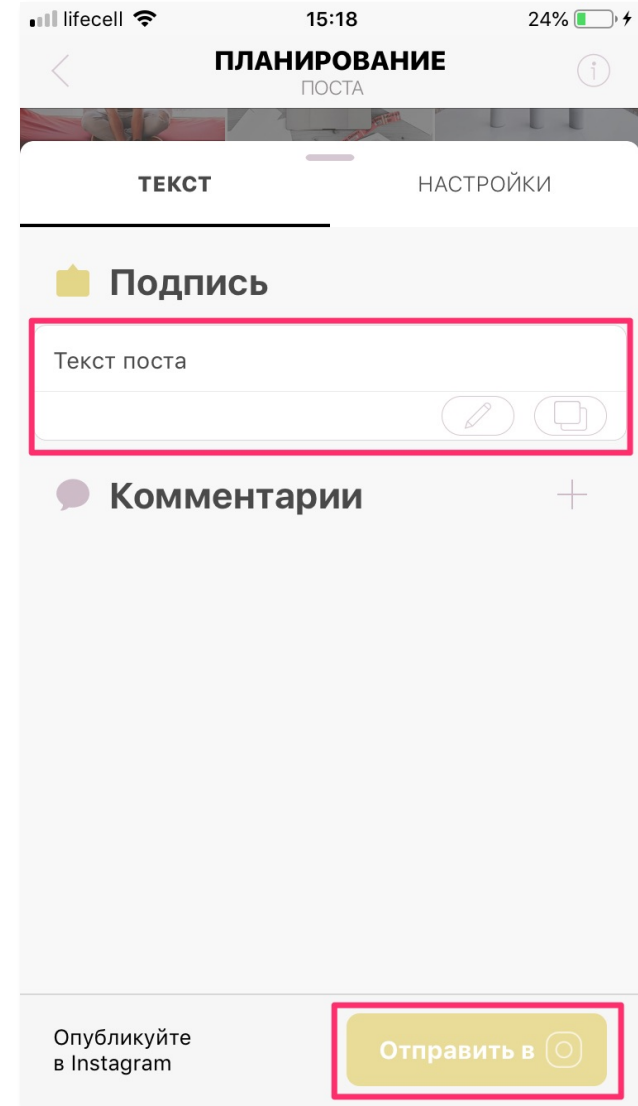 lifecell 15:18 24%
ПЛАНИРОВАНИЕ
ПОСТА
ТЕКСТ НАСТРОЙКИ
Подпись
Текст поста
Комментарии
Опубликуйте
в Instagram
Отправить в